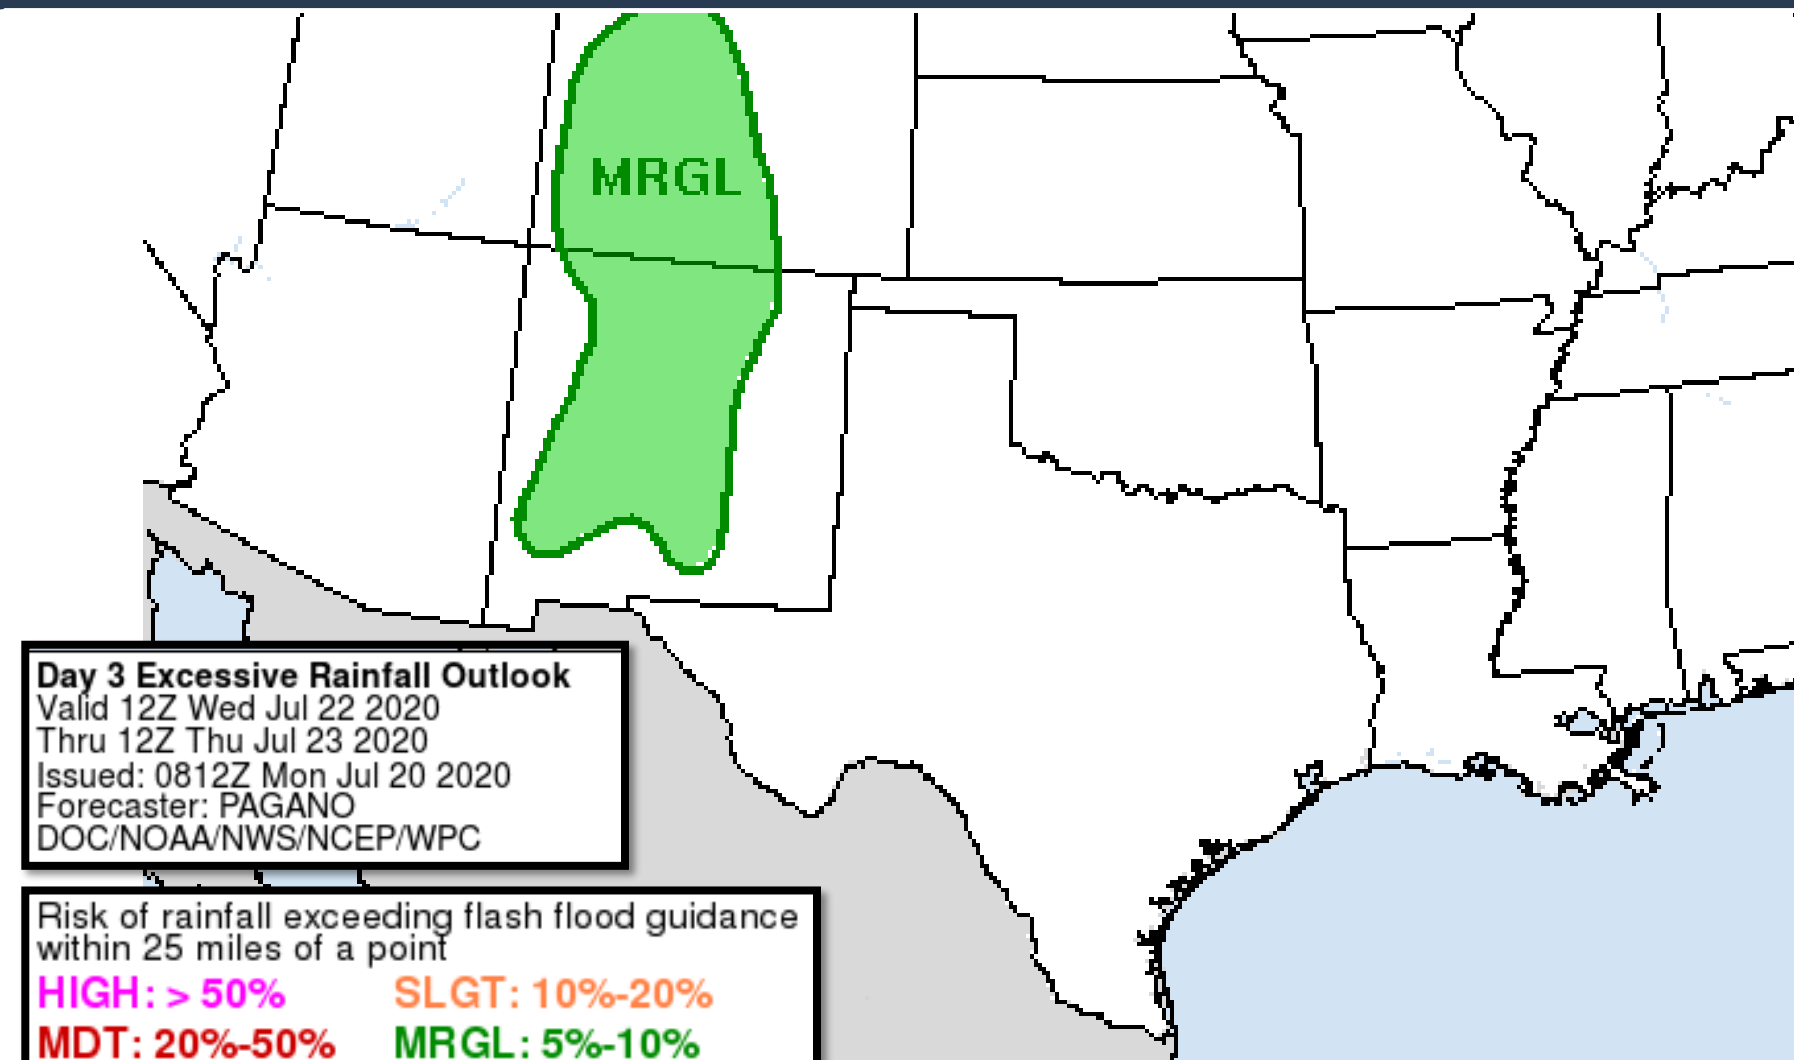 MRGL
Day 3 Excessive Rainfall Outlook
Valid 12Z Wed Jul 22 2020
Thru 12Z Thu Jul 23 2020
Issued: 0812Z Mon Jul 20 2020
Forecaster: PAGANO
DOC/NOAA/NWS/NCEP/WPC
Risk of rainfall exceeding flash flood guidance
within 25 miles of a point
HIGH: > 50% SLGT: 10%-20%
MDT: 20%-50% MRGL: 5%-10%